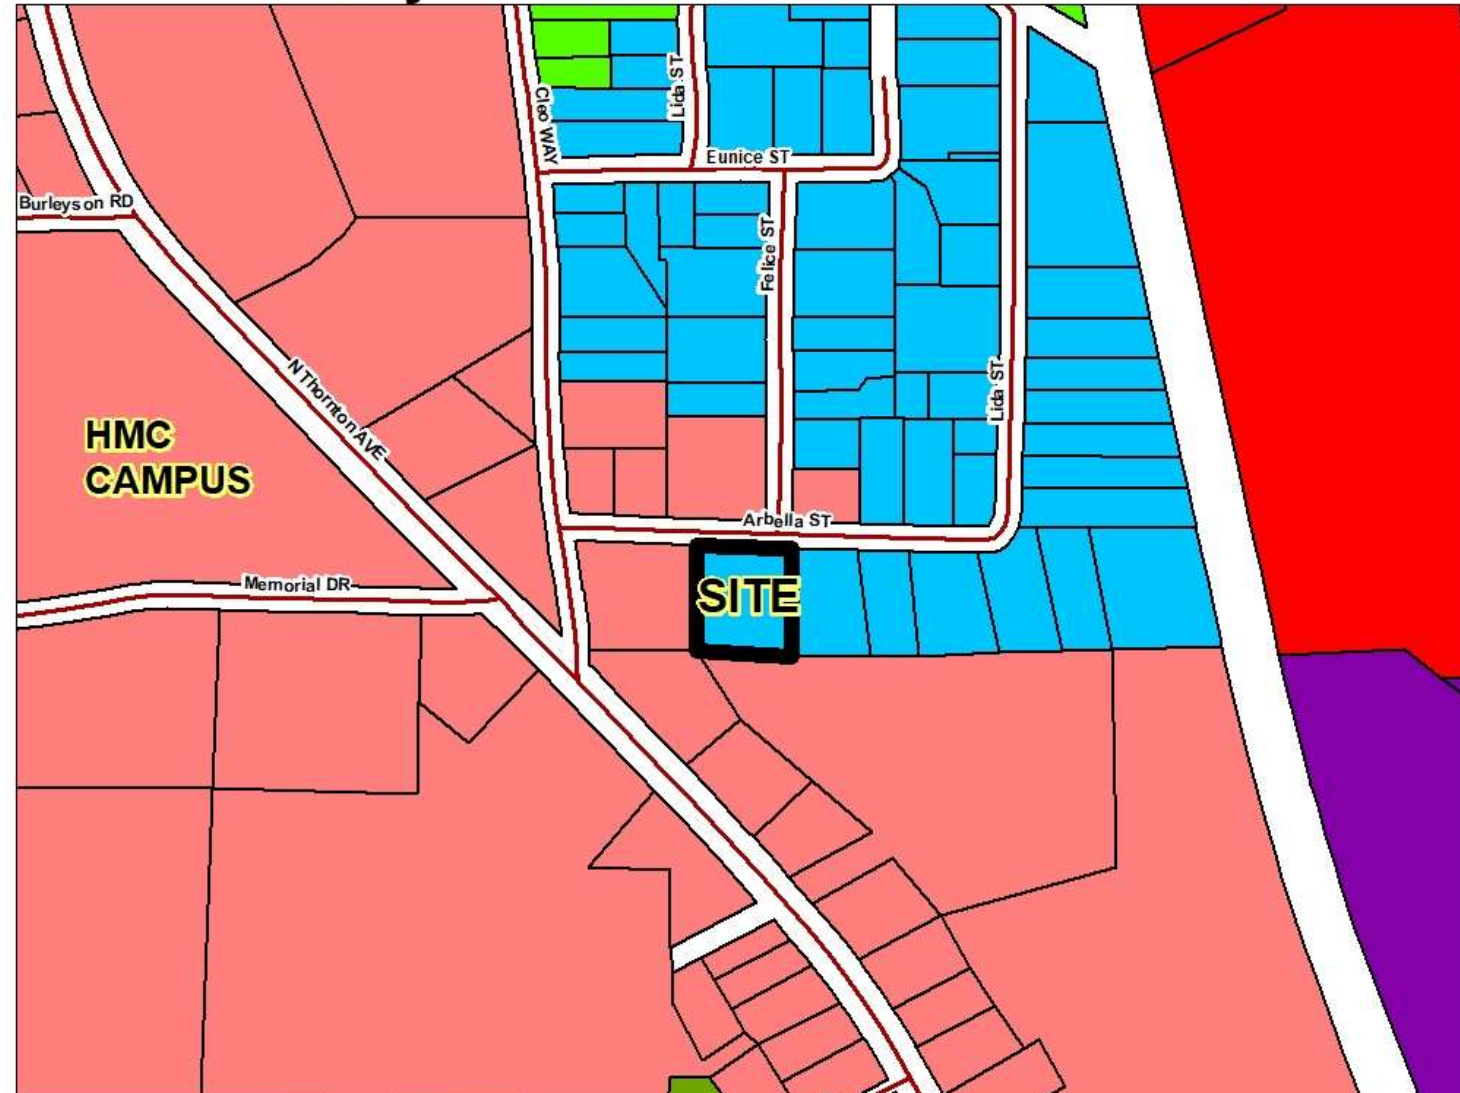 Lida ST
Cleo WAY
Eunice ST
Burleyson RD
Felice ST
N Thornton AVE
Lida ST
HMC
CAMPUS
Arbella ST
Memorial DR
SITE